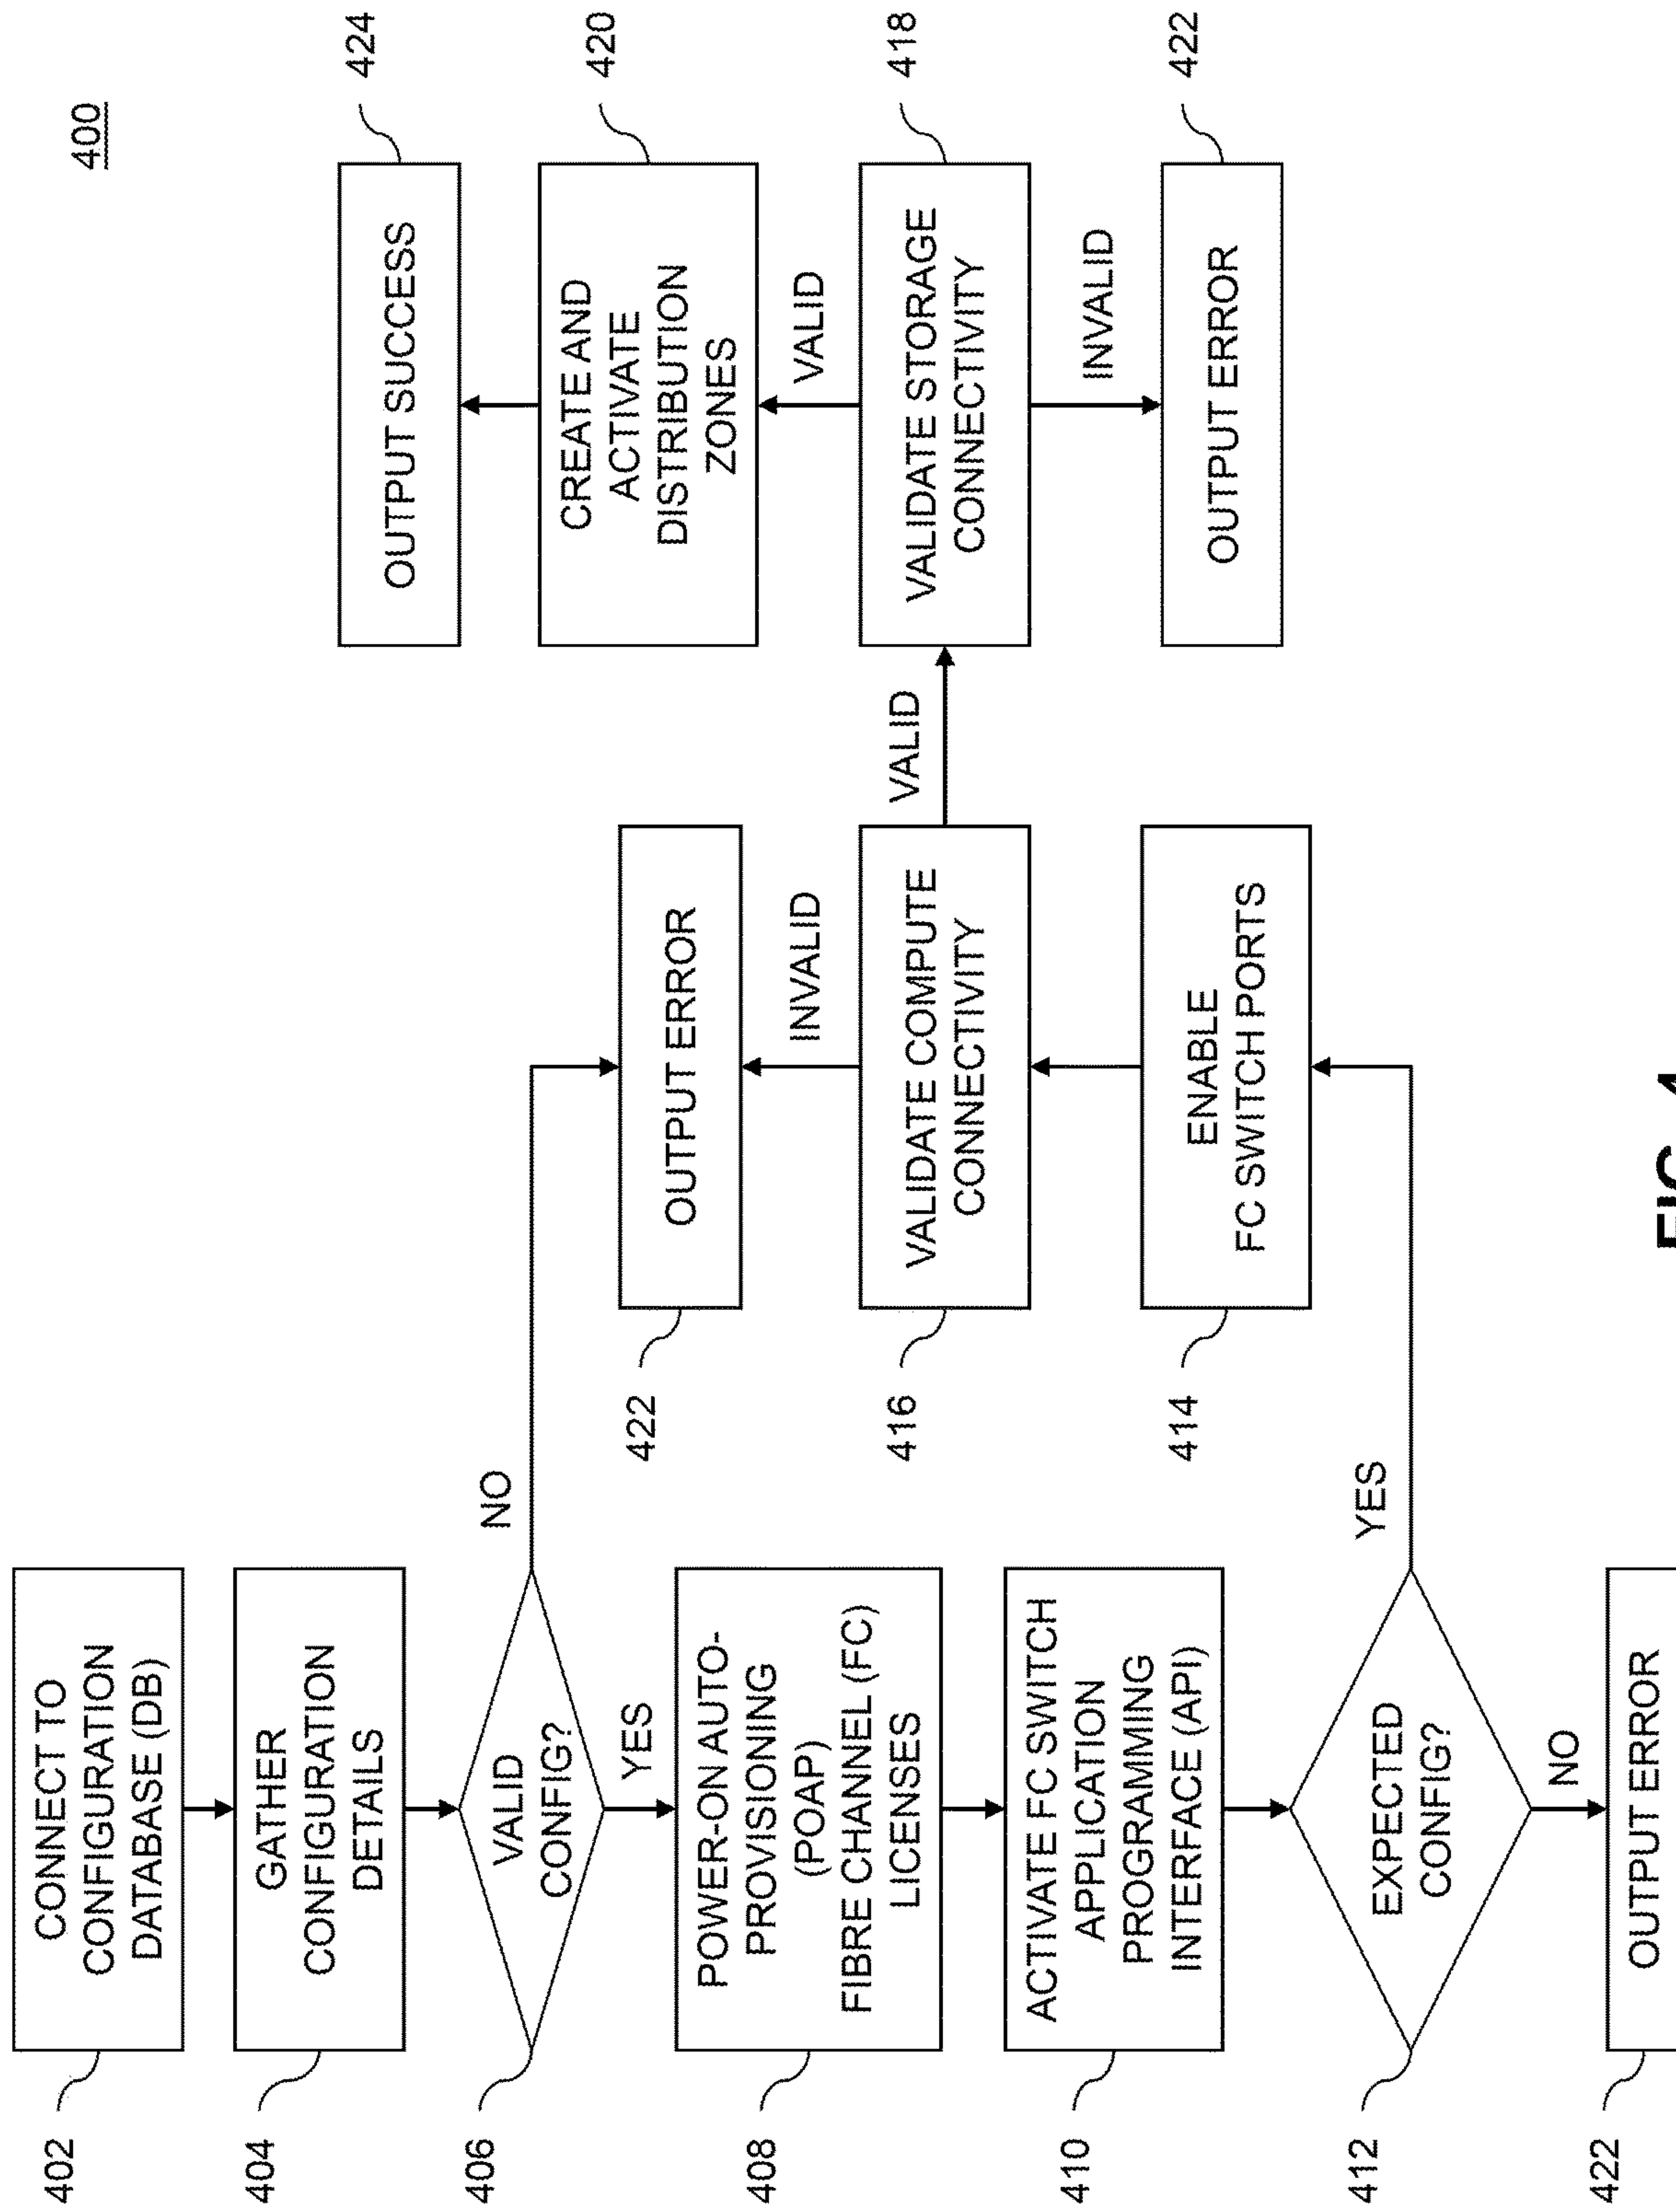 400
402
CONNECT TO
CONFIGURATION
DATABASE (DB)
404
GATHER
CONFIGURATION
DETAILS
406
VALID
CONFIG?
NO
YES
408
POWER-ON AUTO-
PROVISIONING
(POAP)
FIBRE CHANNEL (FC)
LICENSES
410
ACTIVATE FC SWITCH
APPLICATION
PROGRAMMING
INTERFACE (API)
412
EXPECTED
CONFIG?
YES
NO
422
OUTPUT ERROR
422
OUTPUT ERROR
INVALID
416
VALIDATE COMPUTE
CONNECTIVITY
VALID
414
ENABLE
FC SWITCH PORTS
424
OUTPUT SUCCESS
420
CREATE AND
ACTIVATE
DISTRIBUTION
ZONES
VALID
418
VALIDATE STORAGE
CONNECTIVITY
INVALID
422
OUTPUT ERROR